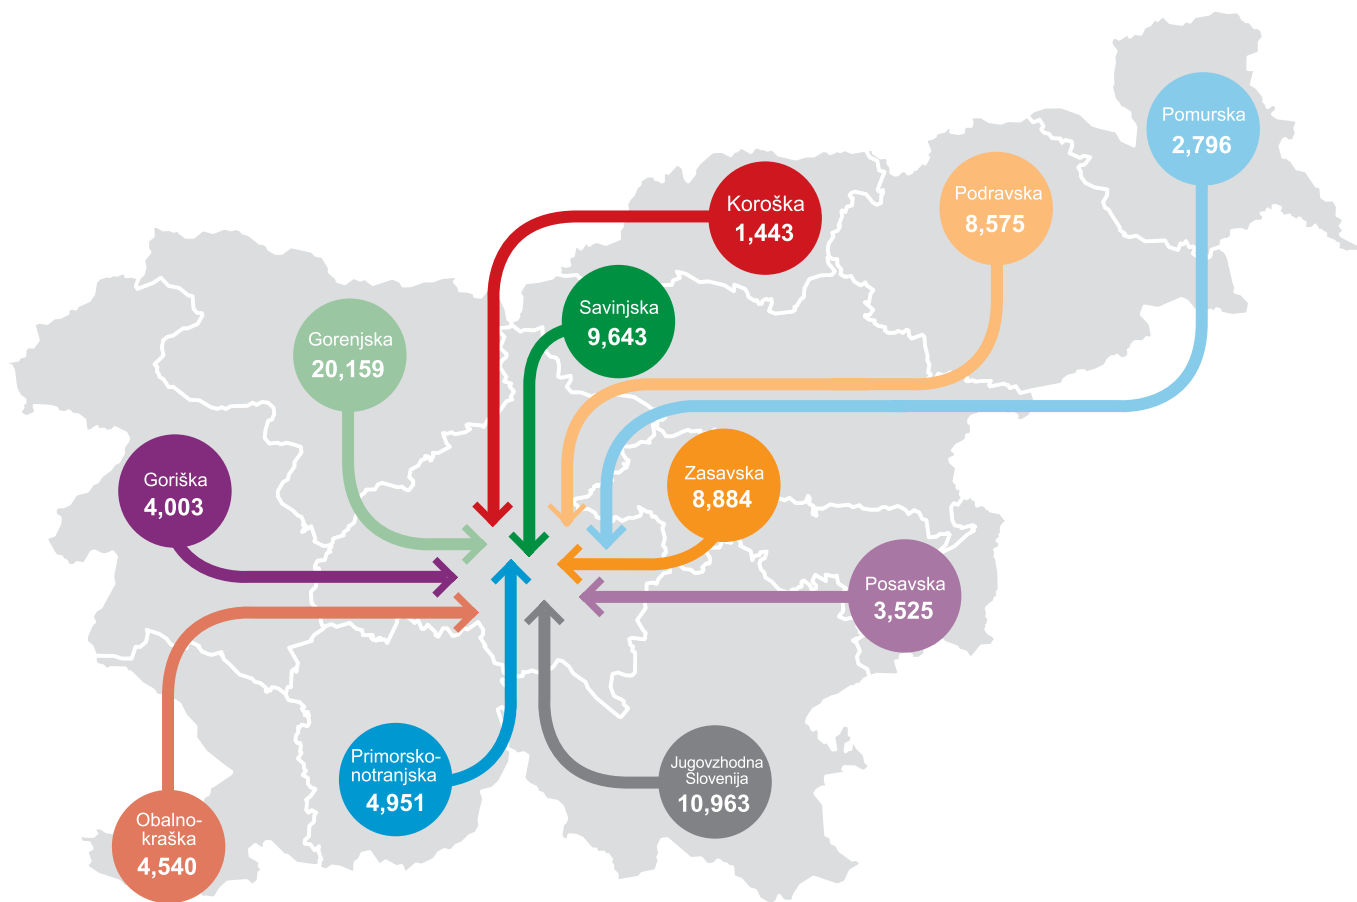 Pomurska
2,796
Podravska
8,575
Koroška
1,443
Savinjska
9,643
Gorenjska
20,159
Goriška
4,003
Zasavska
8,884
Posavska
3,525
Primorsko-
notranjska
4,951
Jugovzhodna
Slovenija
10,963
Obalno-
kraška
4,540